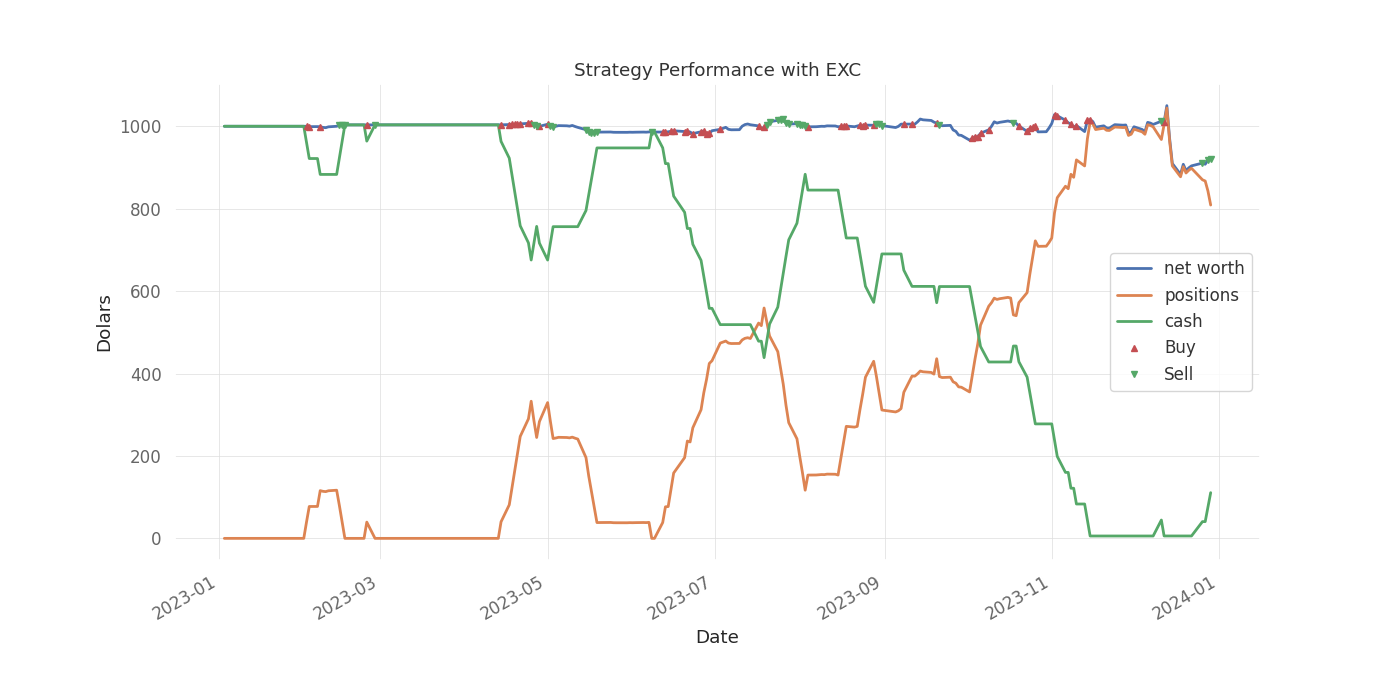 Strategy Performance with EXC
Dolars
1000
800
600
400
200
0
net worth
positions
cash
Buy
Sell
2023-01
2023-03
2023-05
2023-07
2023-09
2023-11
2024-01
Date